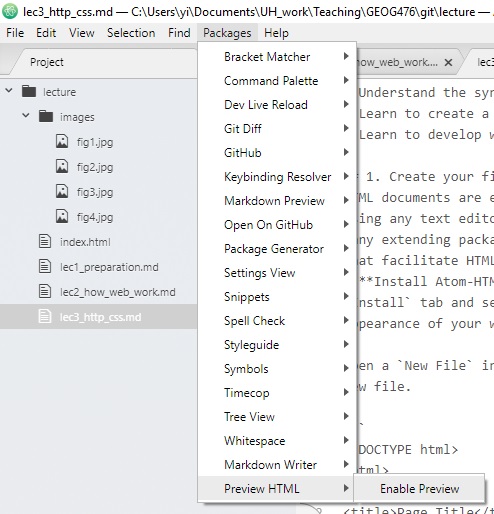 lec3_http_css.md — C:\Users\yi\Documents\UH_work\Teaching\GEOG476\git\lecture — Atom
File Edit View Selection Find Packages Help
Project
how_web_work....
lec3
lecture
images
fig1.jpg
fig2.jpg
fig3.jpg
fig4.jpg
index.html
lec1_preparation.md
lec2_how_web_work.md
lec3_http_css.md
Bracket Matcher
Command Palette
Dev Live Reload
Git Diff
GitHub
Keybinding Resolver
Markdown Preview
Open On GitHub
Package Generator
Settings View
Snippets
Spell Check
Styleguide
Symbols
Timecop
Tree View
Whitespace
Markdown Writer
Preview HTML
Enable Preview
Understand the syn
Learn to create a
Learn to develop w
1. Create your fi
ML documents are e
ing any text edito
ny extending packa
at facilitate HTML
**Install Atom-HTM
nstall` tab and se
pearance of your w
en a `New File` in
ew file.
`
DOCTYPE html>
ml>
<title>Page Title</t